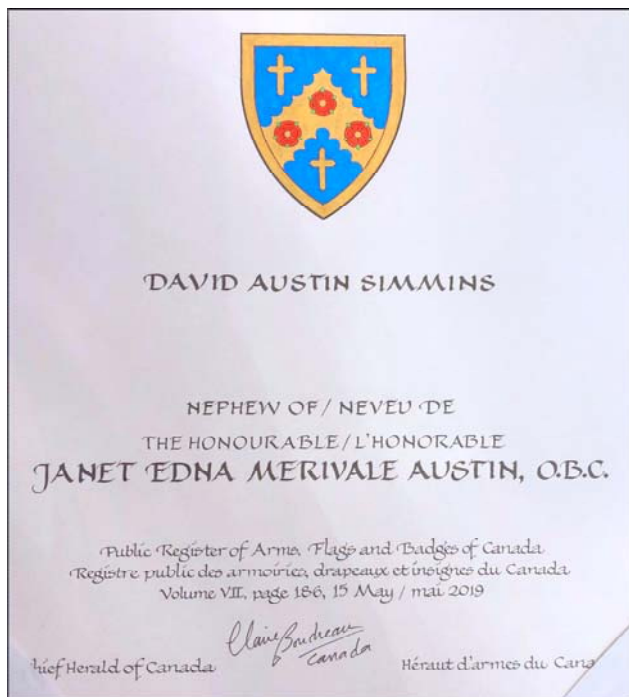 DAVID AUSTIN SIMMINS
NEPHEW OF / NEVEU DE
THE HONOURABLE / L'HONORABLE
JANET EDNA MERIVALE AUSTIN, O.B.C.
Public Register of Arms, Flags and Badges of Canada
Registre public des armoiries, drapeaux et insignes du Canada
Volume VII, page 186, 15 May / mai 2019
Claire Boudreau
Canada
hief Herald of Canada Héraut d'armes du Cana